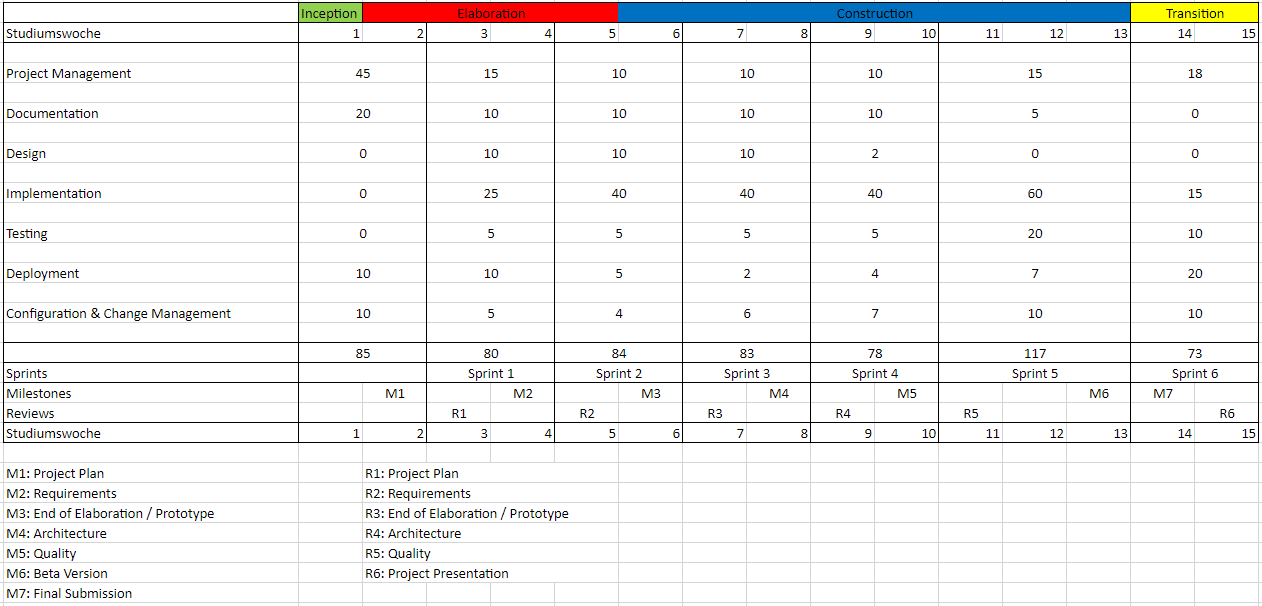 Inception Elaboration Construction Transition
Studiumswoche 1 2 3 4 5 6 7 8 9 10 11 12 13 14 15
Project Management 45 15 10 10 10 15 18
Documentation 20 10 10 10 10 5 0
Design 0 10 10 10 2 0 0
Implementation 0 25 40 40 40 60 15
Testing 0 5 5 5 5 20 10
Deployment 10 10 5 2 4 7 20
Configuration & Change Management 10 5 4 6 7 10 10
85 80 84 83 78 117 73
Sprints Sprint 1 Sprint 2 Sprint 3 Sprint 4 Sprint 5 Sprint 6
Milestones M1 M2 M3 M4 M5 M6 M7
Reviews R1 R2 R3 R4 R5 R6
Studiumswoche 1 2 3 4 5 6 7 8 9 10 11 12 13 14 15
M1: Project Plan R1: Project Plan
M2: Requirements R2: Requirements
M3: End of Elaboration / Prototype R3: End of Elaboration / Prototype
M4: Architecture R4: Architecture
M5: Quality R5: Quality
M6: Beta Version R6: Project Presentation
M7: Final Submission